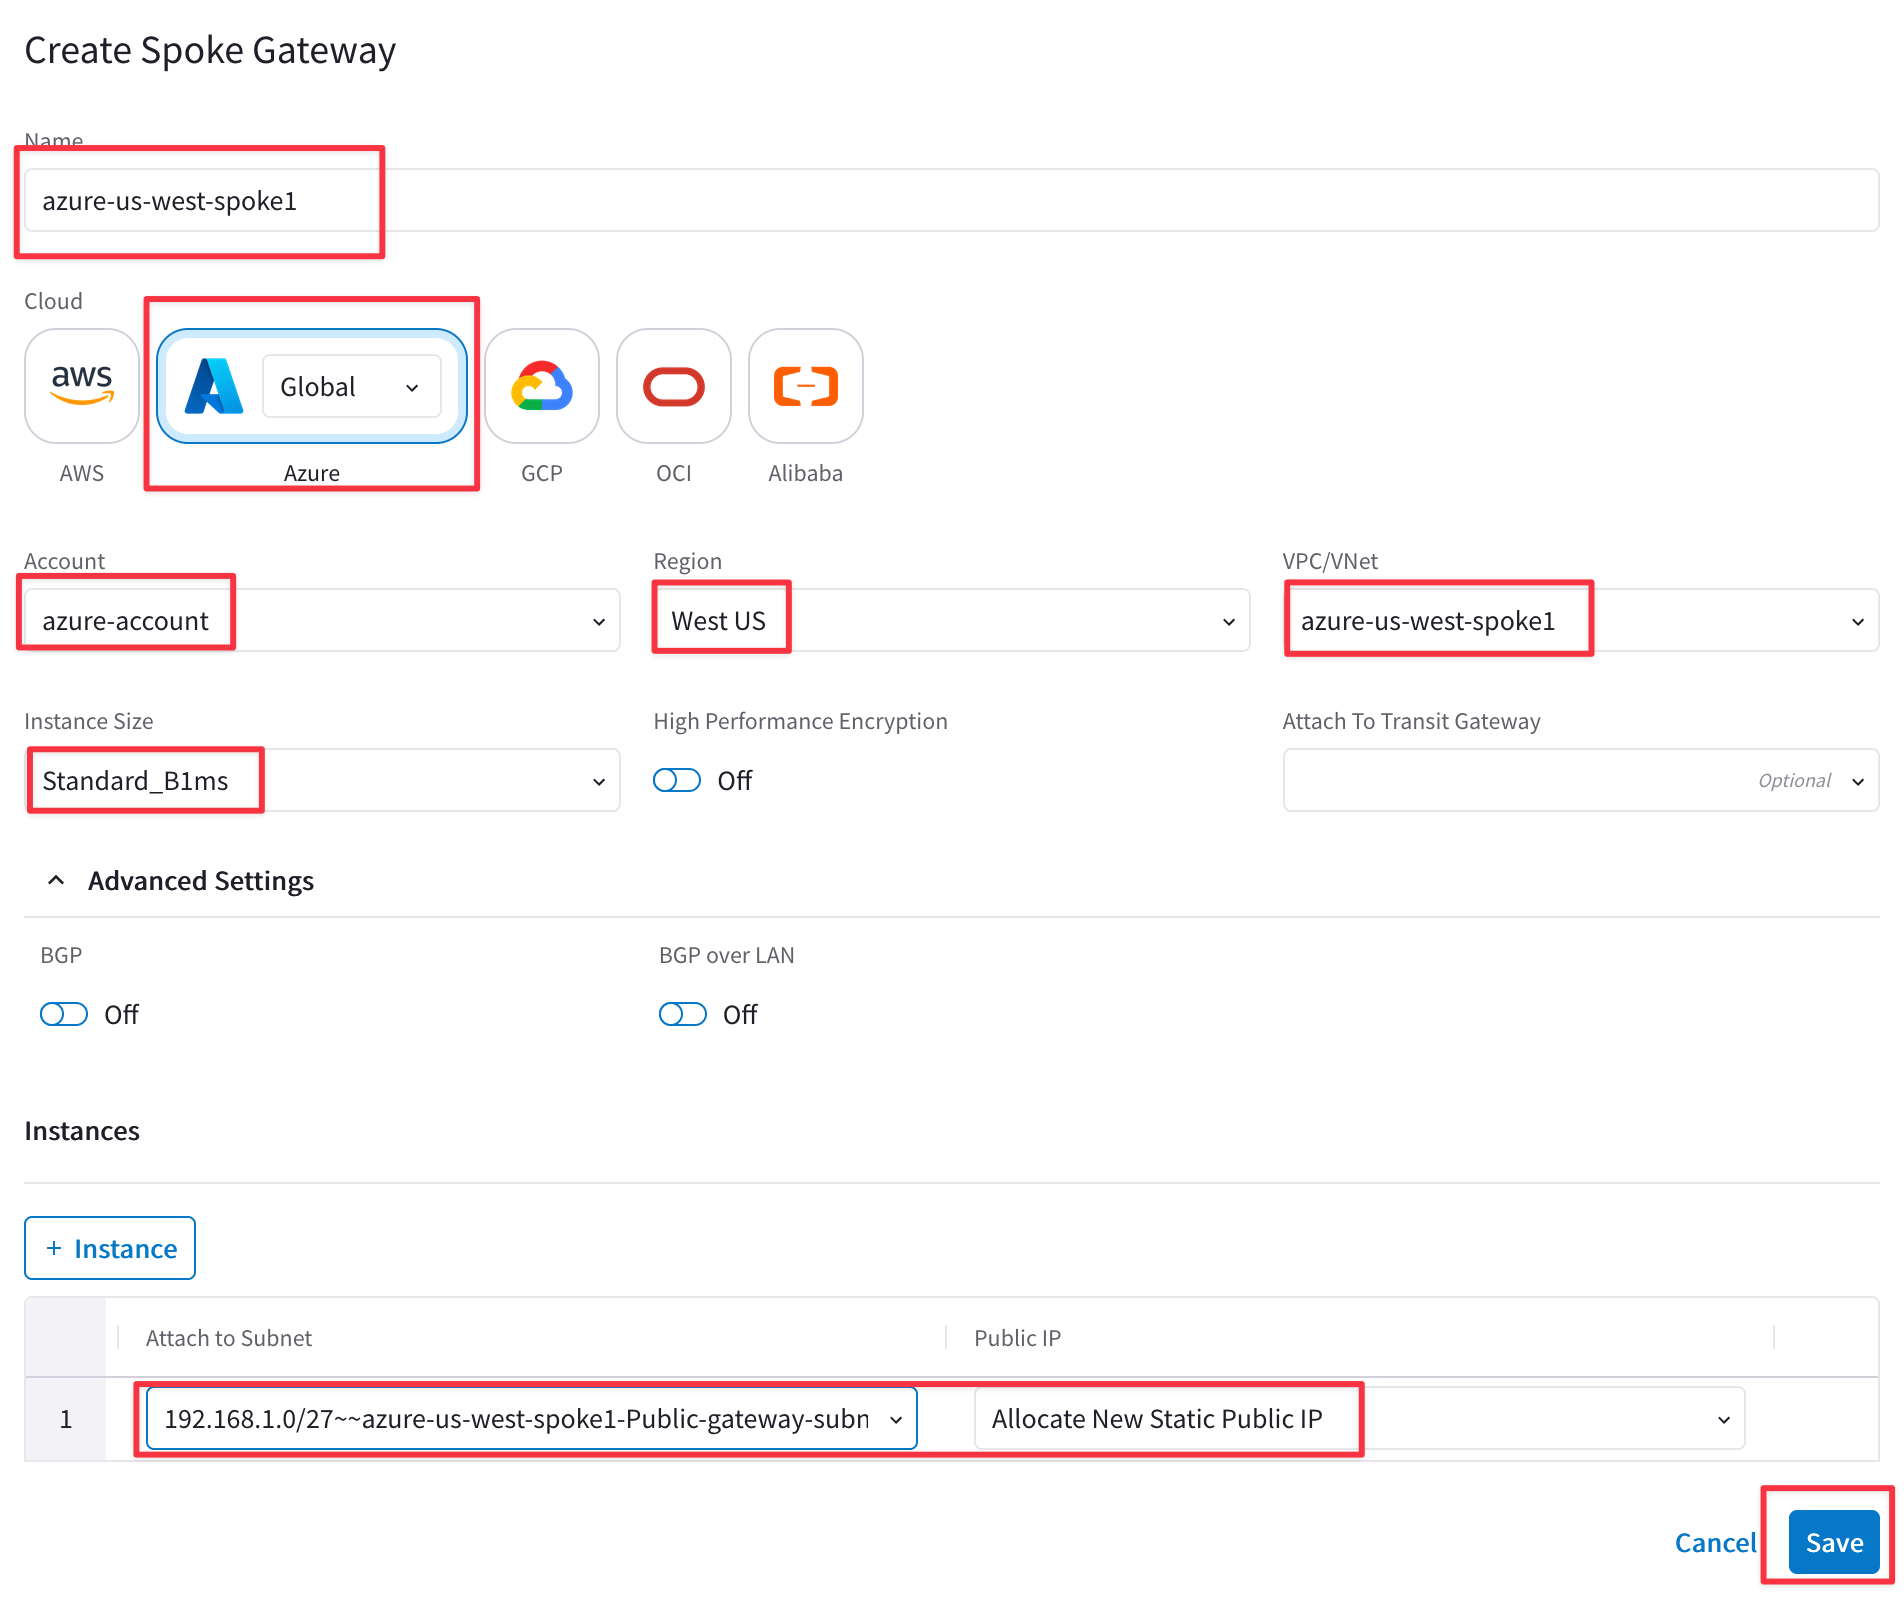 Create Spoke Gateway
Name
azure-us-west-spoke1
Cloud
aws
Global
AWS
Azure
GCP
OCI
Alibaba
Account
Region
VPC/VNet
azure-account
West US
azure-us-west-spoke1
Instance Size
High Performance Encryption
Attach To Transit Gateway
Standard_B1ms
Off
Optional
Advanced Settings
BGP
BGP over LAN
Off
Off
Instances
+ Instance
Attach to Subnet
Public IP
1
192.168.1.0/27~~azure-us-west-spoke1-Public-gateway-subn
Allocate New Static Public IP
Cancel
Save